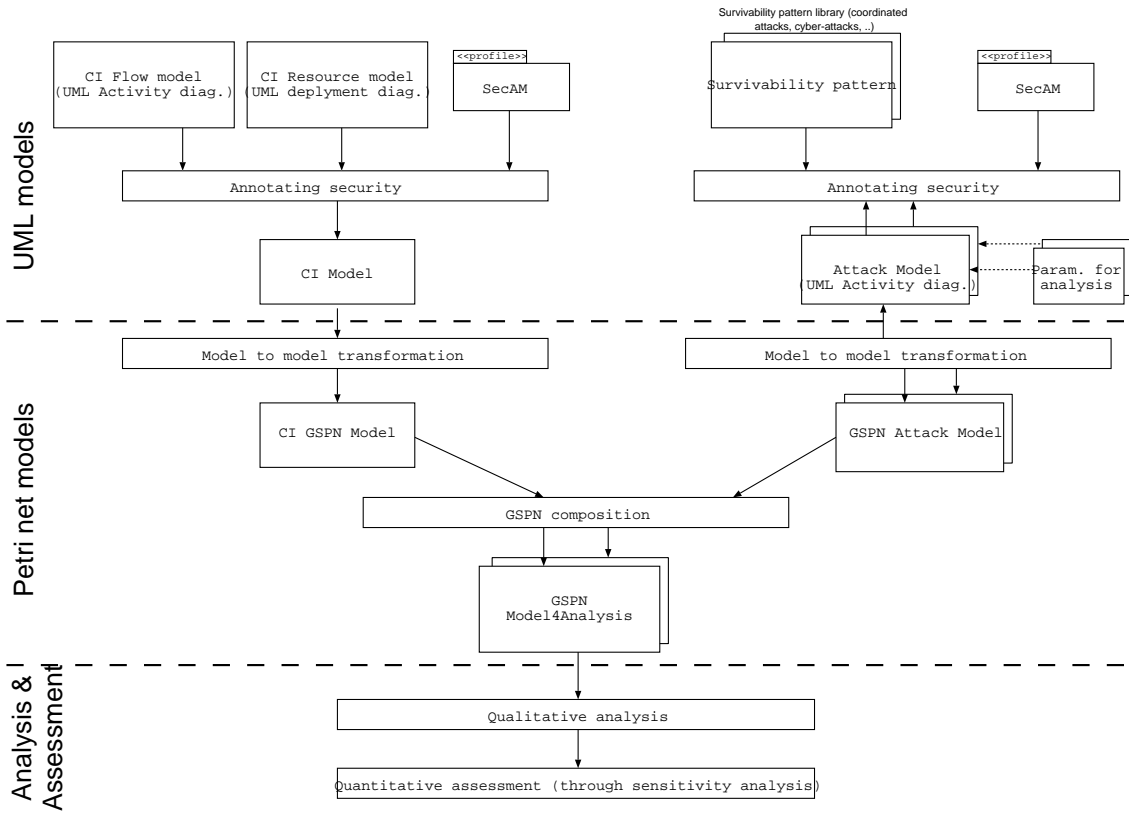 Survivability pattern library (coordinated
attacks, cyber-attacks, ..)
UML models
CI Flow model
(UML Activity diag.)
CI Resource model
(UML deplyment diag.)
<<profile>>
SecAM
Survivability pattern
<<profile>>
SecAM
Annotating security
Annotating security
CI Model
Attack Model
(UML Activity diag.)
Param. for
analysis
Petri net models
Model to model transformation
Model to model transformation
CI GSPN Model
GSPN Attack Model
GSPN composition
GSPN
Model4Analysis
Analysis &
Assessment
Qualitative analysis
Quantitative assessment (through sensitivity analysis)